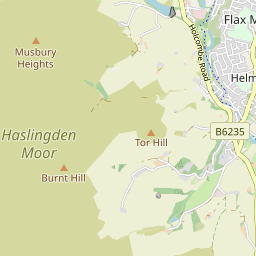 Flax M
Holcombe Road
Musbury
Heights
Helm
B6235
Haslingden
Moor
Tor Hill
Burnt Hill